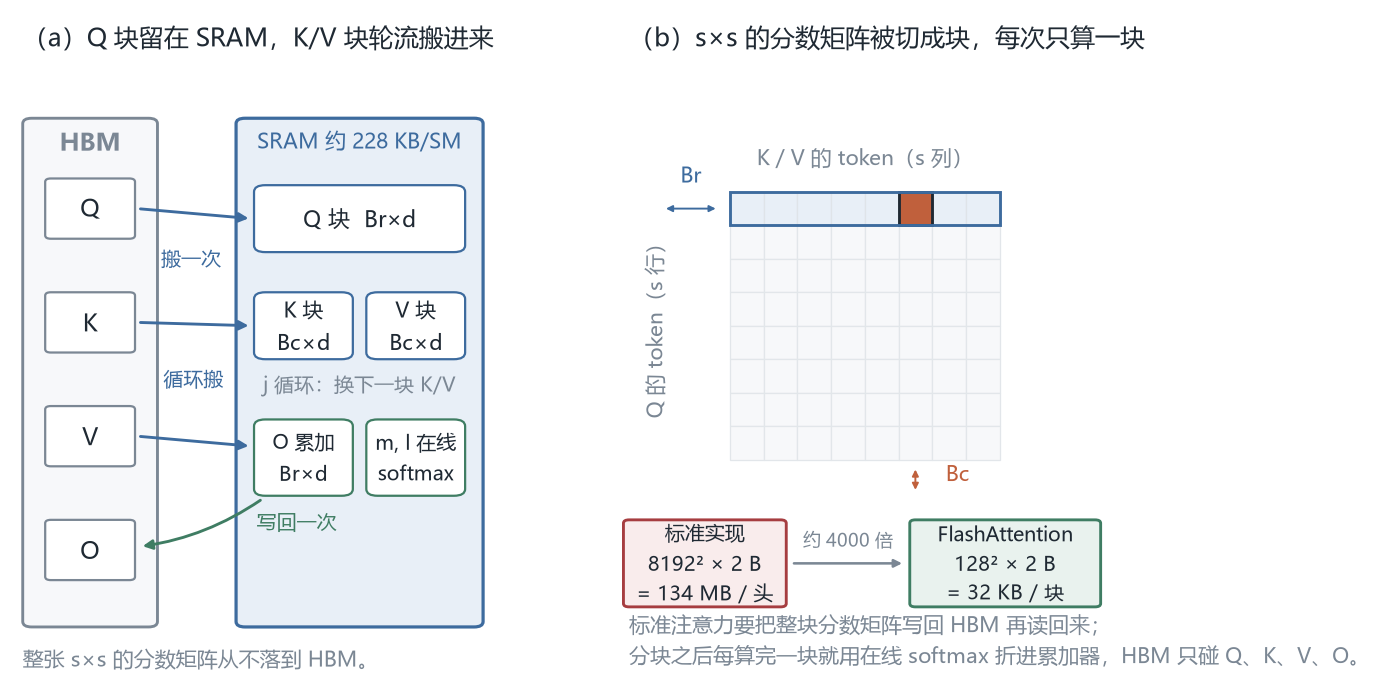 （a）Q 块留在 SRAM，K/V 块轮流搬进来
HBM
SRAM 约 228 KB/SM
Q
Q 块 Br×d
搬一次
K
K 块
Bc×d
V 块
Bc×d
循环搬
j 循环：换下一块 K/V
V
O 累加
Br×d
m, l 在线
softmax
写回一次
O
整张 s×s 的分数矩阵从不落到 HBM。
（b）s×s 的分数矩阵被切成块，每次只算一块
K / V 的 token（s 列）
Br
Q 的 token（s 行）
Bc
标准实现
8192² × 2 B
= 134 MB / 头
约 4000 倍
FlashAttention
128² × 2 B
= 32 KB / 块
标准注意力要把整块分数矩阵写回 HBM 再读回来；
分块之后每算完一块就用在线 softmax 折进累加器，HBM 只碰 Q、K、V、O。